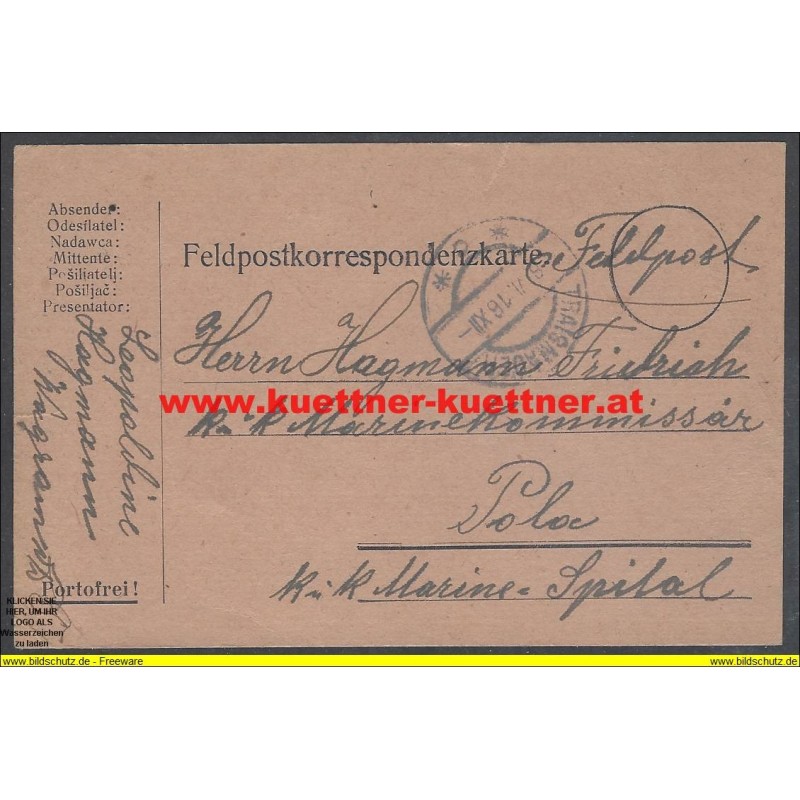 Absender:
Odesílatel:
Nadawca:
Mittente:
Pošiljatelj:
Pošiljač:
Presentator:
Leopoldine
Hagmann
Portofrei!
Feldpostkorrespondenzkarte.
Feldpost
TRAISMAUER
Herrn Hagmann Friedrich
www.kuettner-kuettner.at
k u k Marinekommissär
Pola
k u k Marine-Spital
KLICKEN SIE
HIER, UM IHR
LOGO ALS
Wasserzeichen
zu laden
www.bildschutz.de - Freeware
www.bildschutz.de